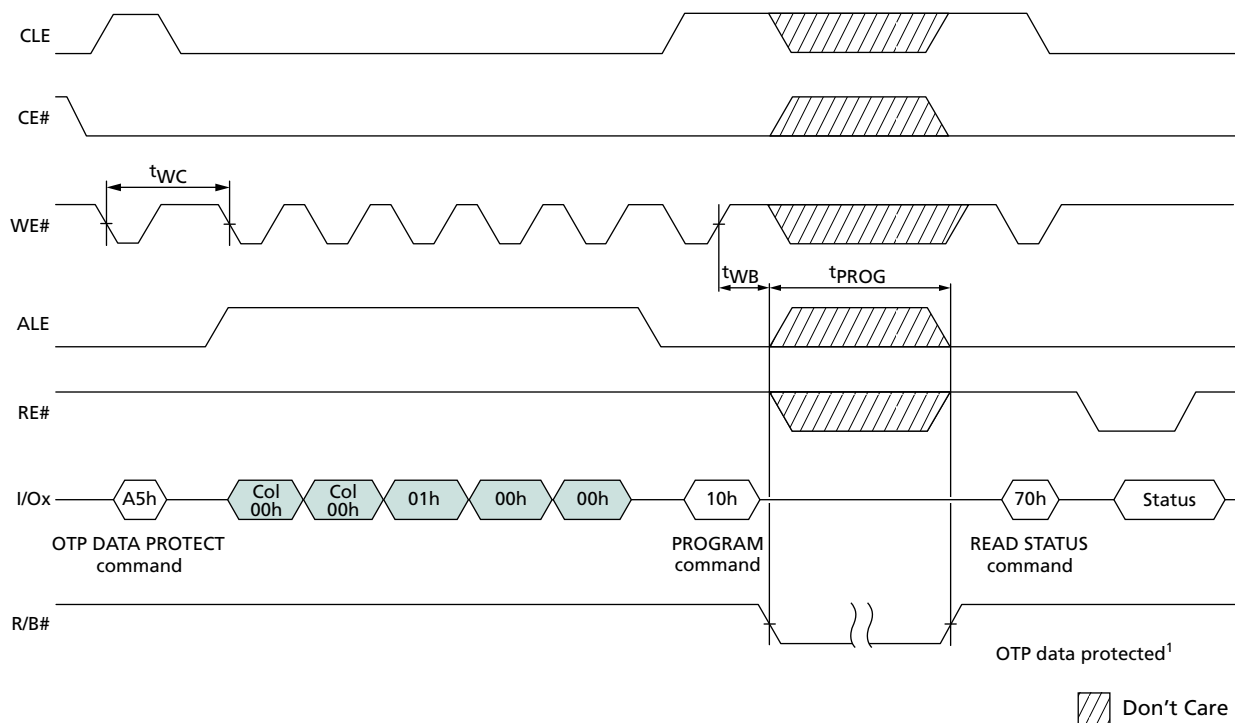 CLE
CE#
tWC
WE#
tWB
tPROG
ALE
RE#
I/Ox
A5h
Col 00h
Col 00h
01h
00h
00h
10h
70h
Status
OTP DATA PROTECT
command
PROGRAM
command
READ STATUS
command
R/B#
OTP data protected1
Don't Care